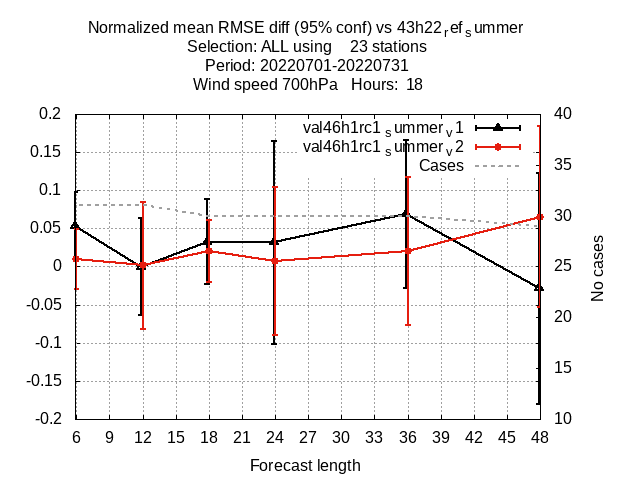 Normalized mean RMSE diff (95% conf) vs 43h22refsummer
Selection: ALL using 23 stations
Period: 20220701-20220731
Wind speed 700hPa Hours: 18
val46h1rc1summerv1
val46h1rc1summerv2
Cases
0.2
0.15
0.1
0.05
0
-0.05
-0.1
-0.15
-0.2
40
35
30
25
20
15
10
No cases
6 9 12 15 18 21 24 27 30 33 36 39 42 45 48
Forecast length